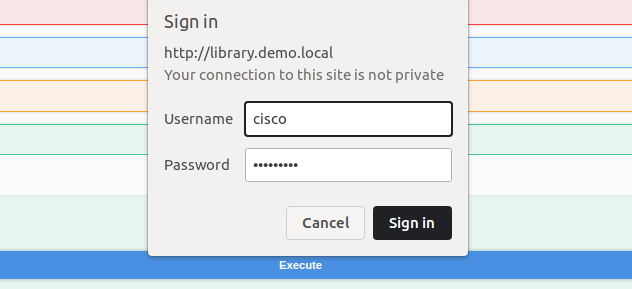 Sign in
http://library.demo.local
Your connection to this site is not private
Username cisco
Password •••••••••
Cancel Sign in
Execute